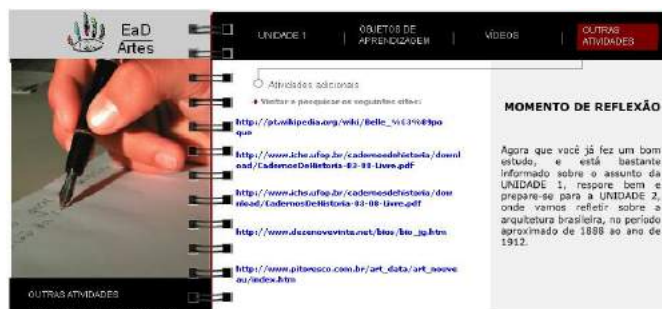 EaD
Artes
UNIDADE 1
OBJETOS DE
APRENDIZAGEM
VÍDEOS
OUTRAS
ATIVIDADES
Atividades adicionais
Visitar e pesquisar os seguintes sites:
http://pt.wikipedia.org/wiki/Belle_%C3%89po
que
http://www.ichs.ufop.br/cadernosdehistoria/downl
oad/CadernosDeHistoria-03-08-Livre.pdf
http://www.ichs.ufop.br/cadernosdehistoria/dow
nload/CadernosDeHistoria-03-08-Livre.pdf
http://www.dezenovevinte.net/bios/bio_jg.htm
http://www.pitoresco.com.br/art_data/art_nouve
au/index.htm
MOMENTO DE REFLEXÃO
Agora que você já fez um bom
estudo, e está bastante
informado sobre o assunto da
UNIDADE 1, respore bem e
prepare-se para a UNIDADE 2,
onde vamos refletir sobre a
arquitetura brasileira, no período
aproximado de 1888 ao ano de
1912.
OUTRAS ATIVIDADES